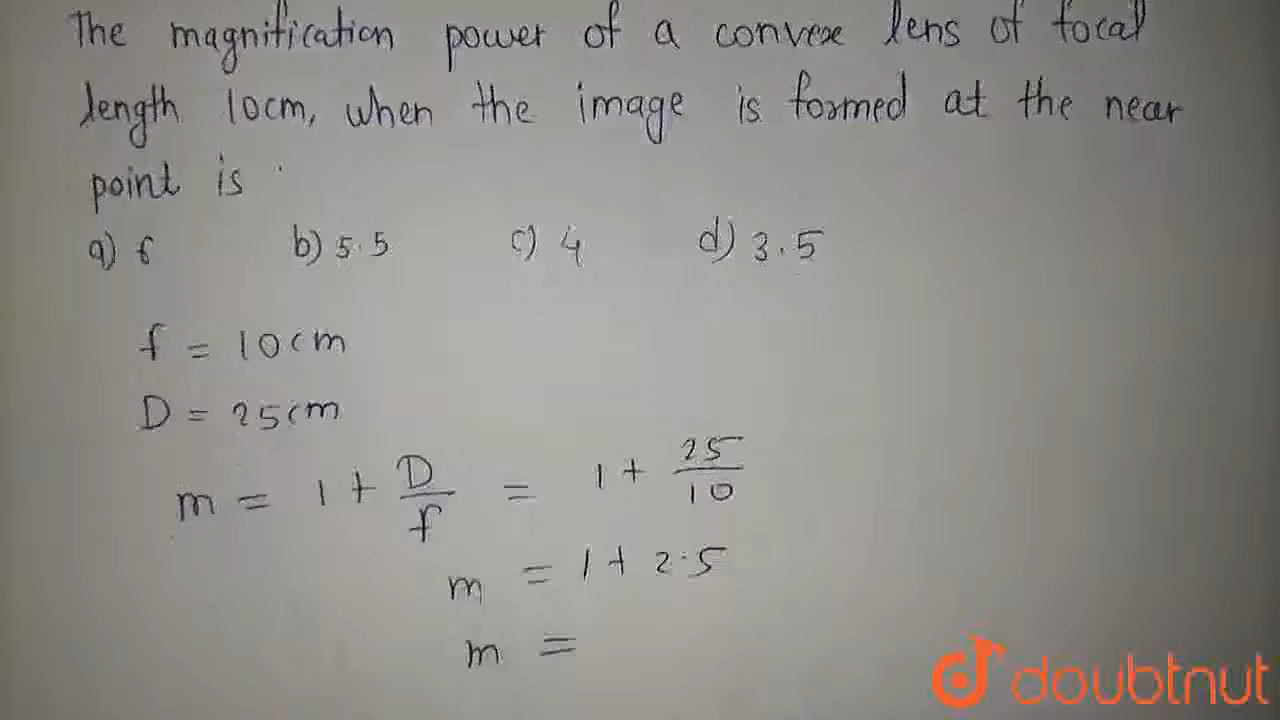 The magnification power of a convex lens of focal
length 10cm, when the image is formed at the near
point is
a) 6 b) 5.5 c) 4 d) 3.5
f = 10cm
D = 25cm
m = 1 + D/f = 1 + 25/10
m = 1 + 2.5
m =
doubtnut